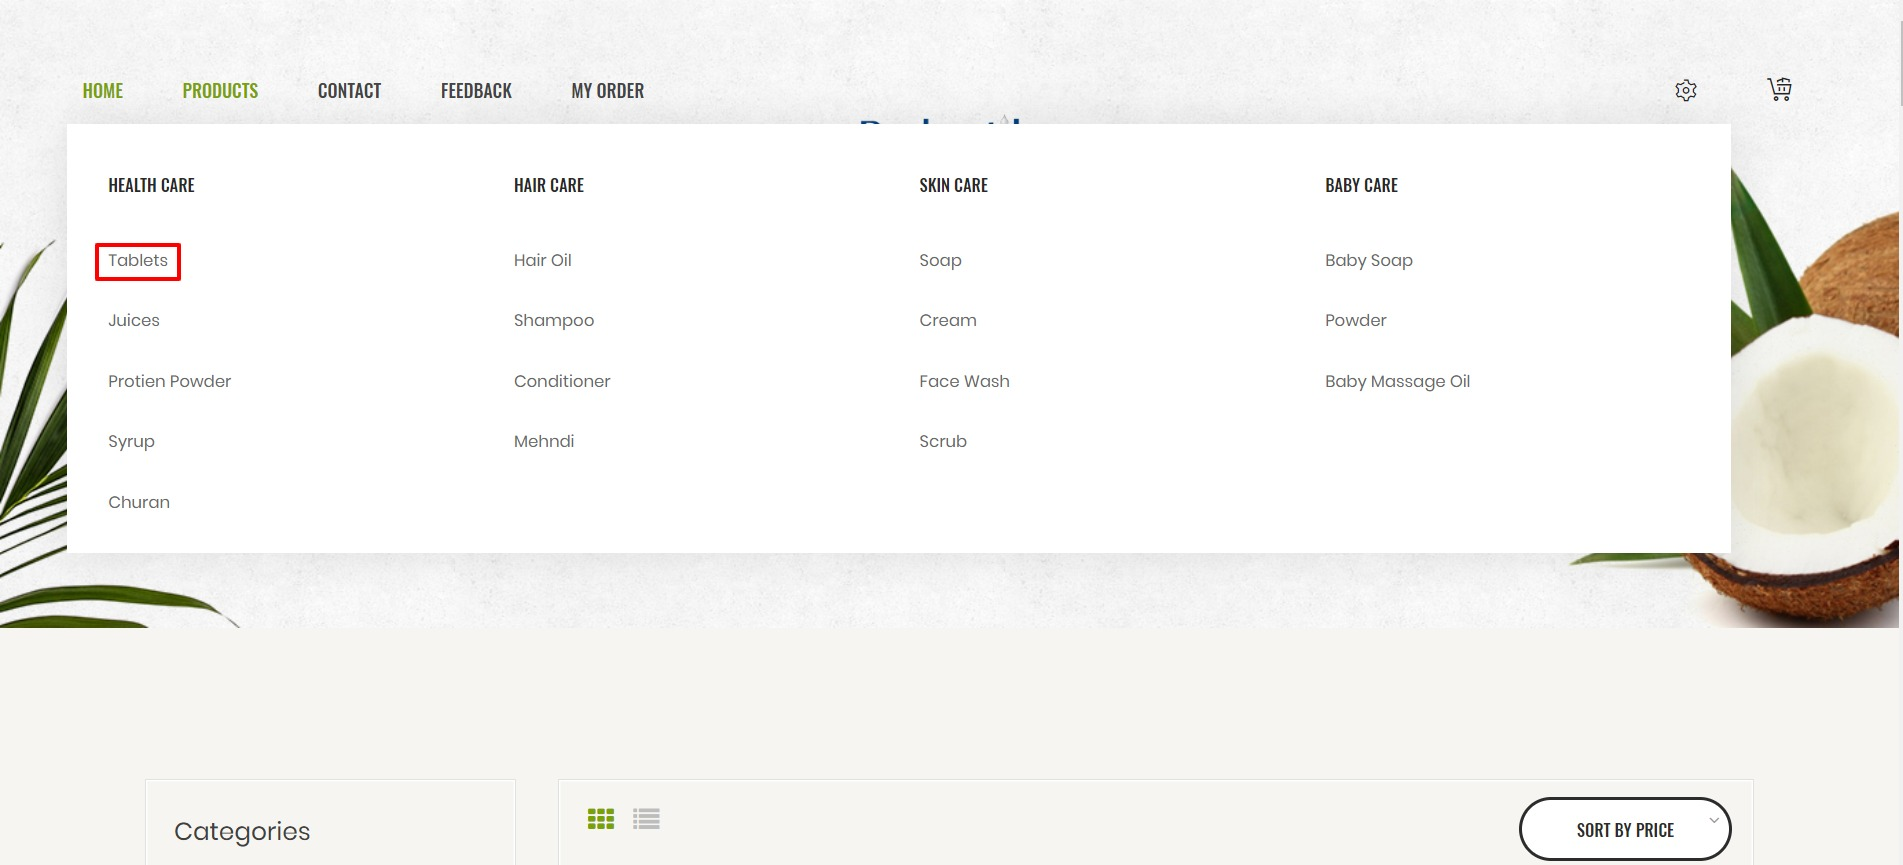 HOME PRODUCTS CONTACT FEEDBACK MY ORDER
HEALTH CARE
Tablets
Juices
Protien Powder
Syrup
Churan
HAIR CARE
Hair Oil
Shampoo
Conditioner
Mehndi
SKIN CARE
Soap
Cream
Face Wash
Scrub
BABY CARE
Baby Soap
Powder
Baby Massage Oil
Categories
SORT BY PRICE